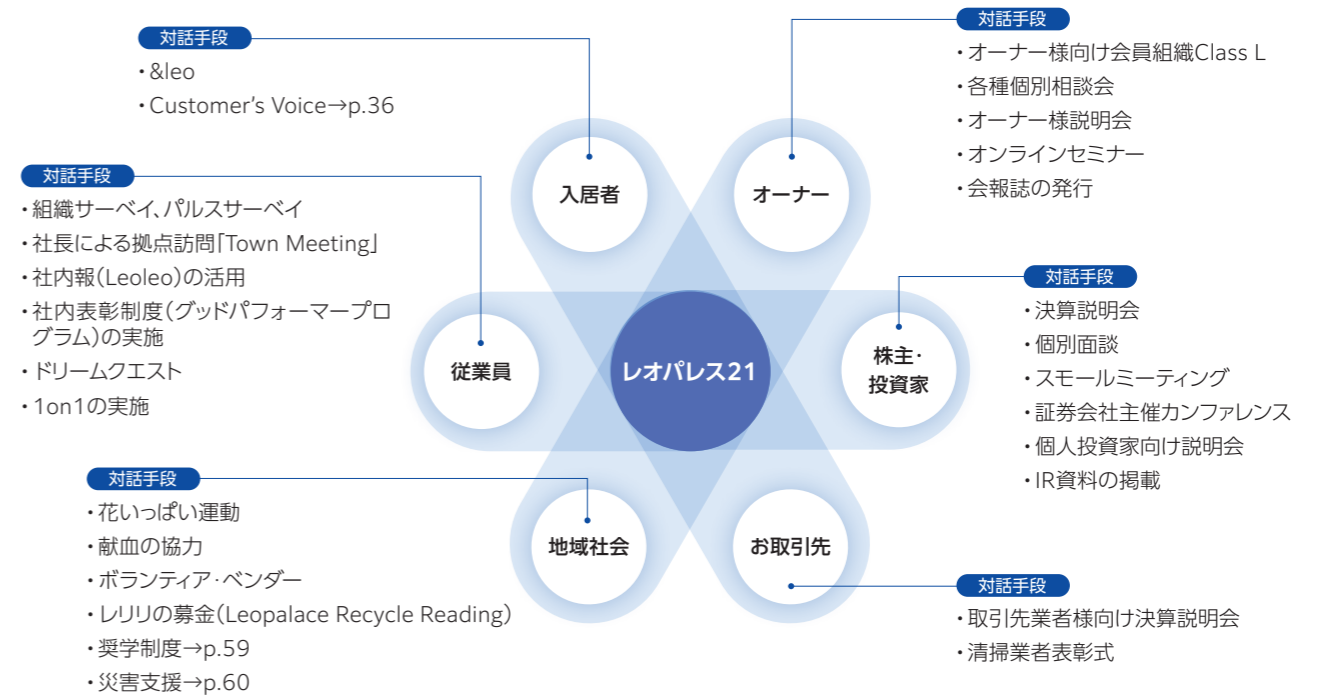 対話手段
・&leo
・Customer's Voice→p.36
入居者
対話手段
・オーナー様向け会員組織Class L
・各種個別相談会
・オーナー様説明会
・オンラインセミナー
・会報誌の発行
オーナー
対話手段
・組織サーベイ、パルスサーベイ
・社長による拠点訪問「Town Meeting」
・社内報(Leoleo)の活用
・社内表彰制度(グッドパフォーマープロ
グラム)の実施
・ドリームクエスト
・1on1の実施
従業員
レオパレス21
株主・
投資家
対話手段
・決算説明会
・個別面談
・スモールミーティング
・証券会社主催カンファレンス
・個人投資家向け説明会
・IR資料の掲載
対話手段
・花いっぱい運動
・献血の協力
・ボランティア・ベンダー
・レリリの募金(Leopalace Recycle Reading)
・奨学制度→p.59
・災害支援→p.60
地域社会
お取引先
対話手段
・取引先業者様向け決算説明会
・清掃業者表彰式